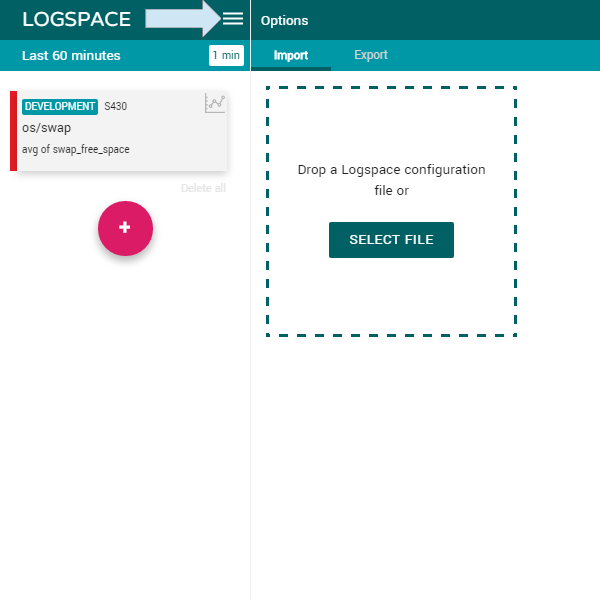 LOGSPACE
Options
Last 60 minutes
1 min
Import
Export
DEVELOPMENT S430
os/swap
avg of swap_free_space
Delete all
+
Drop a Logspace configuration
file or
SELECT FILE